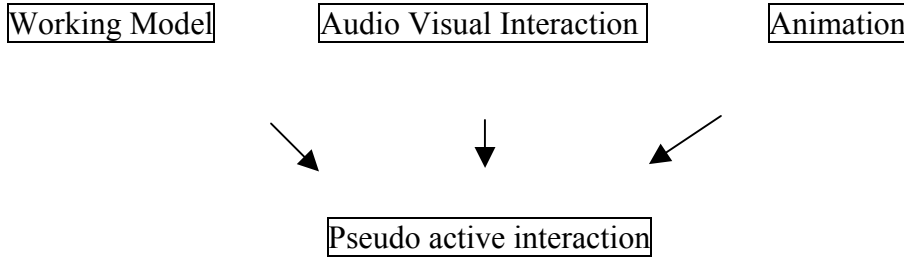 Working Model Audio Visual Interaction Animation
Pseudo active interaction